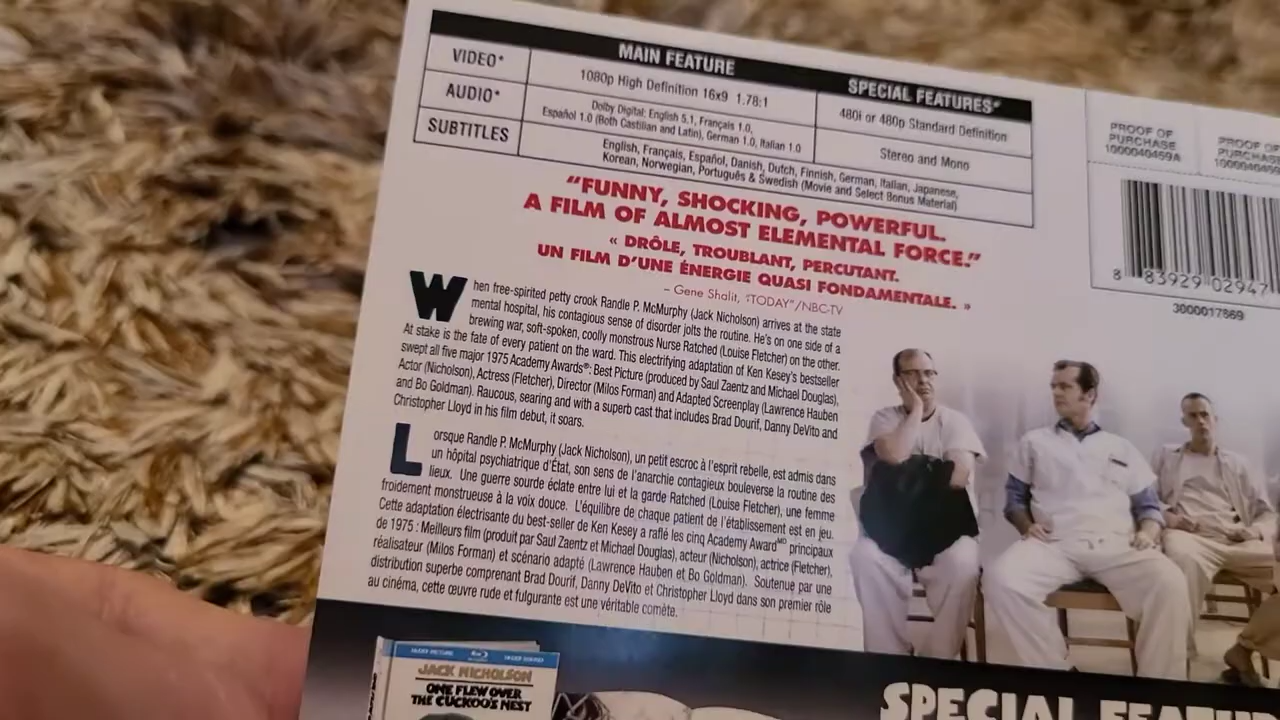 MAIN FEATURE
SPECIAL FEATURES*
VIDEO*
1080p High Definition 16x9 1.78:1
480i or 480p Standard Definition
AUDIO*
Dolby Digital: English 5.1, Français 1.0,
Español 1.0 (Both Castilian and Latin), German 1.0, Italian 1.0
Stereo and Mono
SUBTITLES
English, Français, Español, Danish, Dutch, Finnish, German, Italian, Japanese,
Korean, Norwegian, Português & Swedish (Movie and Select Bonus Material)
PROOF OF
PURCHASE
1000040469A
PROOF OF
PURCHASE
8 83929 02947
3000017869
"FUNNY, SHOCKING, POWERFUL.
A FILM OF ALMOST ELEMENTAL FORCE."
« DRÔLE, TROUBLANT, PERCUTANT.
UN FILM D'UNE ÉNERGIE QUASI FONDAMENTALE. »
– Gene Shalit, "TODAY"/NBC-TV
When free-spirited petty crook Randle P. McMurphy (Jack Nicholson) arrives at the state
mental hospital, his contagious sense of disorder jolts the routine. He's on one side of a
brewing war, soft-spoken, coolly monstrous Nurse Ratched (Louise Fletcher) on the other.
At stake is the fate of every patient on the ward. This electrifying adaptation of Ken Kesey's bestseller
swept all five major 1975 Academy Awards®: Best Picture (produced by Saul Zaentz and Michael Douglas),
Actor (Nicholson), Actress (Fletcher), Director (Milos Forman) and Adapted Screenplay (Lawrence Hauben
and Bo Goldman). Raucous, searing and with a superb cast that includes Brad Dourif, Danny DeVito and
Christopher Lloyd in his film debut, it soars.
Lorsque Randle P. McMurphy (Jack Nicholson), un petit escroc à l'esprit rebelle, est admis dans
un hôpital psychiatrique d'État, son sens de l'anarchie contagieux bouleverse la routine des
lieux. Une guerre sourde éclate entre lui et la garde Ratched (Louise Fletcher), une femme
froidement monstrueuse à la voix douce. L'équilibre de chaque patient de l'établissement est en jeu.
Cette adaptation électrisante du best-seller de Ken Kesey a raflé les cinq Academy Award^MD principaux
de 1975 : Meilleurs film (produit par Saul Zaentz et Michael Douglas), acteur (Nicholson), actrice (Fletcher),
réalisateur (Milos Forman) et scénario adapté (Lawrence Hauben et Bo Goldman). Soutenue par une
distribution superbe comprenant Brad Dourif, Danny DeVito et Christopher Lloyd dans son premier rôle
au cinéma, cette œuvre rude et fulgurante est une véritable comète.
JACK NICHOLSON
ONE FLEW OVER
THE CUCKOO'S NEST
SPECIAL FEATUR